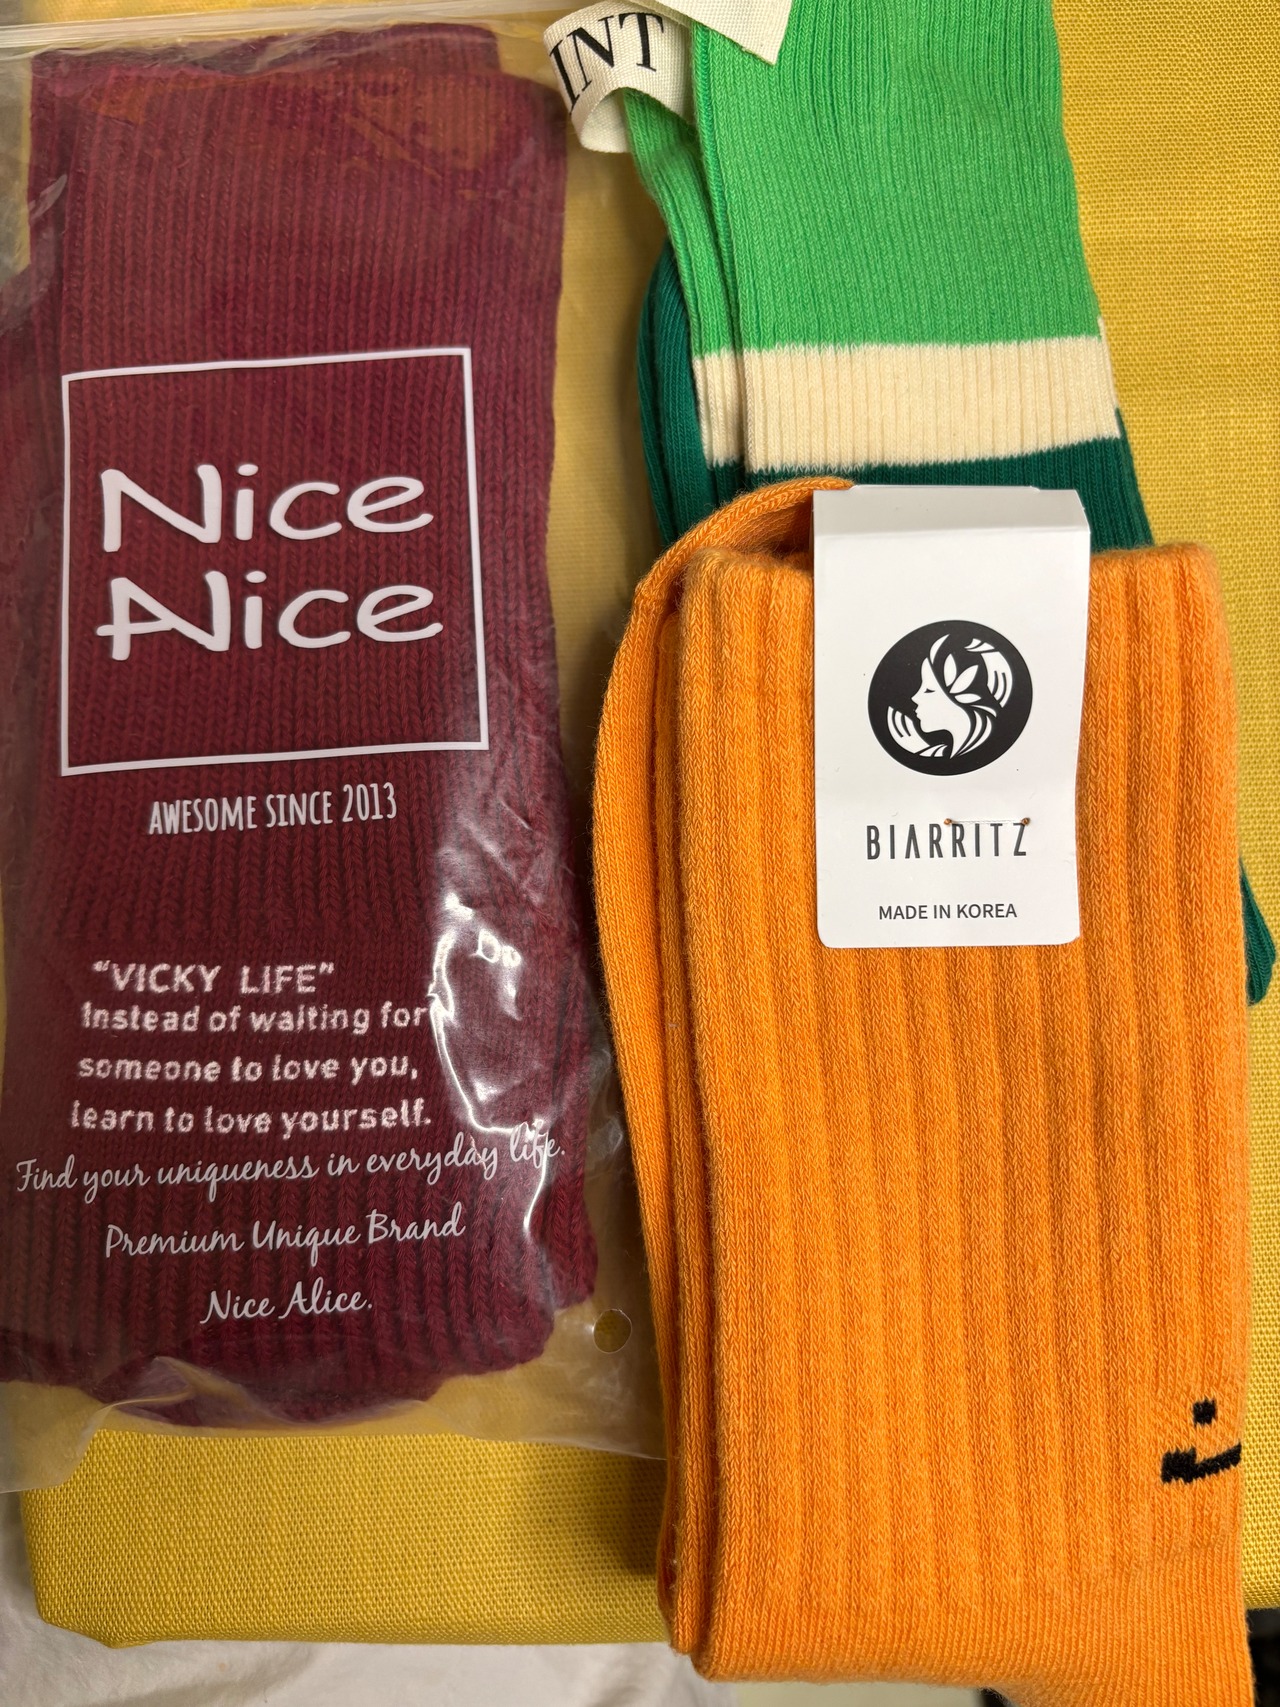 Nice
Nice
AWESOME SINCE 2013
"VICKY LIFE"
Instead of waiting for
someone to love you,
learn to love yourself.
Find your uniqueness in everyday life.
Premium Unique Brand
Nice Alice.
INT
BIARRITZ
MADE IN KOREA